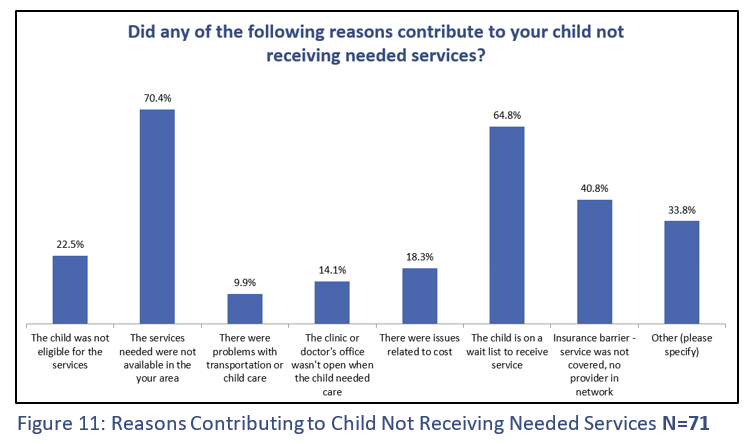 Did any of the following reasons contribute to your child not
receiving needed services?
22.5%
70.4%
9.9%
14.1%
18.3%
64.8%
40.8%
33.8%
The child was not
eligible for the
services
The services
needed were not
available in the
your area
There were
problems with
transportation or
child care
The clinic or
doctor's office
wasn't open when
the child needed
care
There were issues
related to cost
The child is on a
wait list to receive
service
Insurance barrier -
service was not
covered, no
provider in
network
Other (please
specify)
Figure 11: Reasons Contributing to Child Not Receiving Needed Services N=71